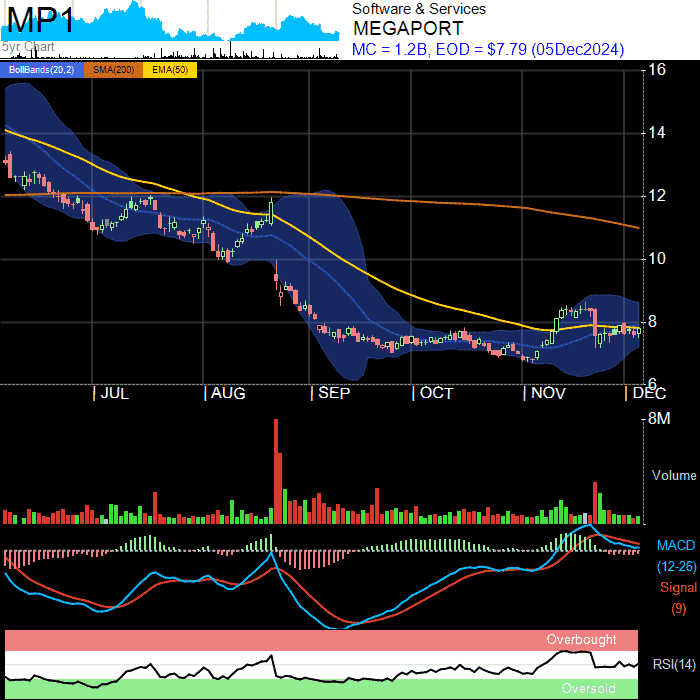 MP1
5yr Chart
Software & Services
MEGAPORT
MC = 1.2B, EOD = $7.79 (05Dec2024)
BollBands(20,2) SMA(200) EMA(50)
16
14
12
10
8
6
JUL AUG SEP OCT NOV DEC
8M
Volume
MACD
(12-26)
Signal
(9)
Overbought
RSI(14)
Oversold